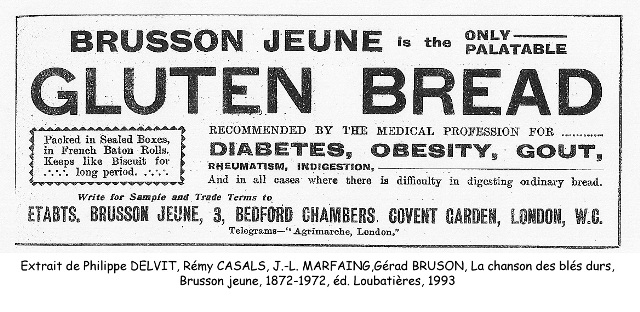 BRUSSON JEUNE is the ONLY
PALATABLE
GLUTEN BREAD
Packed in Sealed Boxes,
in French Baton Rolls.
Keeps like Biscuit for
long period.
RECOMMENDED BY THE MEDICAL PROFESSION FOR
DIABETES, OBESITY, GOUT,
RHEUMATISM, INDIGESTION,
And in all cases where there is difficulty in digesting ordinary bread.
Write for Sample and Trade Terms to
ETABTS. BRUSSON JEUNE, 3, BEDFORD CHAMBERS. COVENT GARDEN, LONDON, W.C.
Telegrams—"Agrimarche, London."
Extrait de Philippe DELVIT, Rémy CASALS, J.-L. MARFAING,Gérad BRUSON, La chanson des blés durs,
Brusson jeune, 1872-1972, éd. Loubatières, 1993